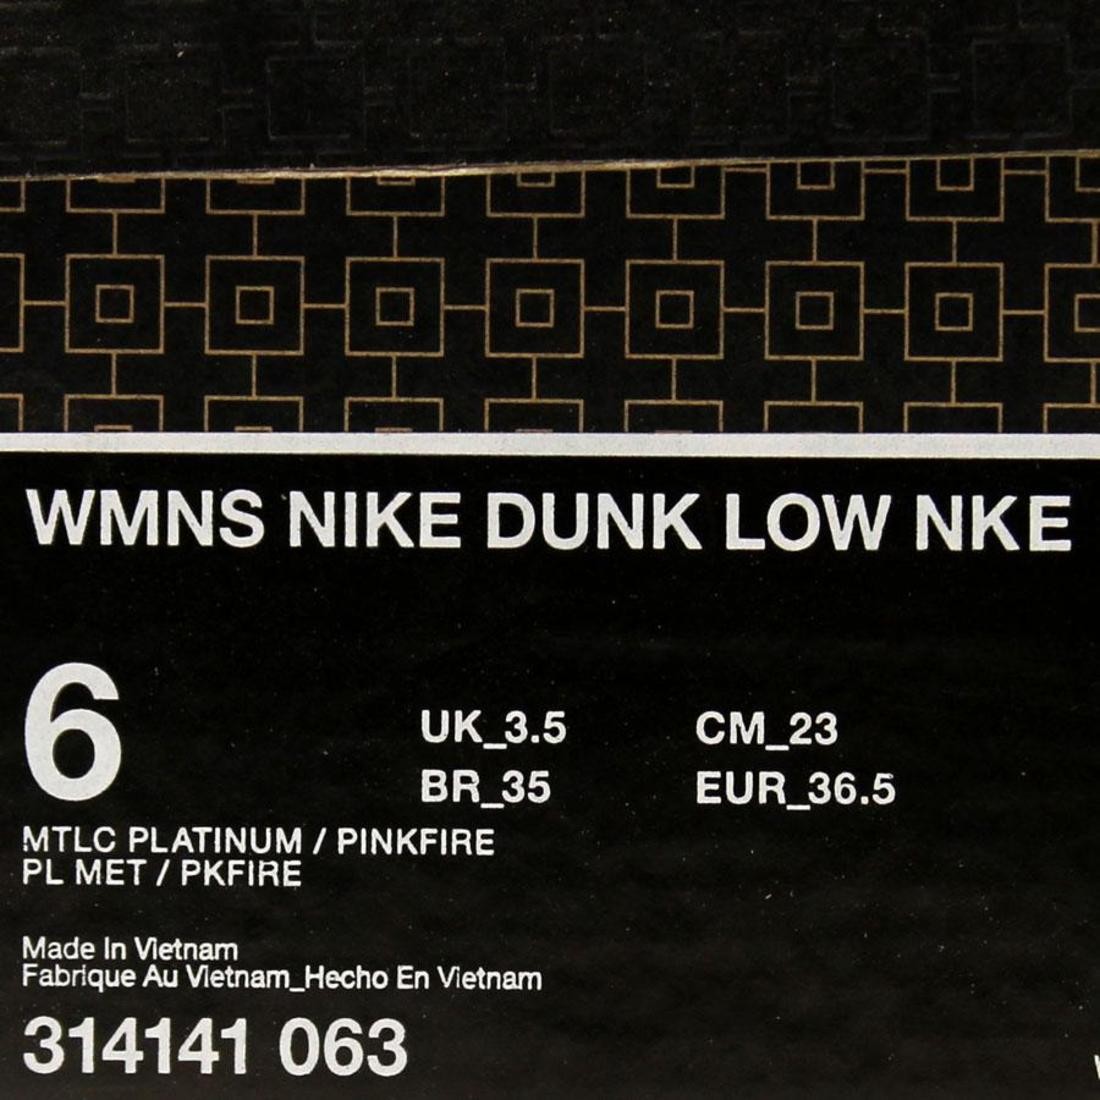 WMNS NIKE DUNK LOW NKE
6
UK_3.5 CM_23
BR_35 EUR_36.5
MTLC PLATINUM / PINKFIRE
PL MET / PKFIRE
Made In Vietnam
Fabrique Au Vietnam_Hecho En Vietnam
314141 063